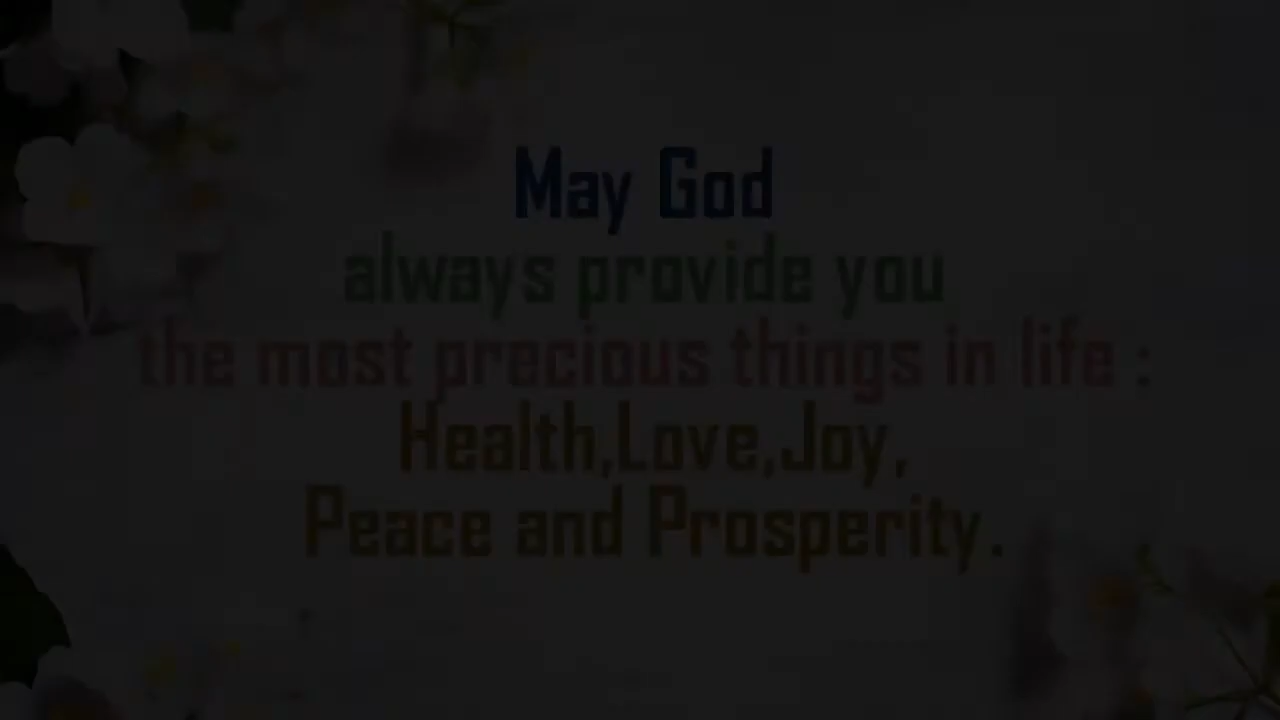 May God
always provide you
the most precious things in life :
Health,Love,Joy,
Peace and Prosperity.